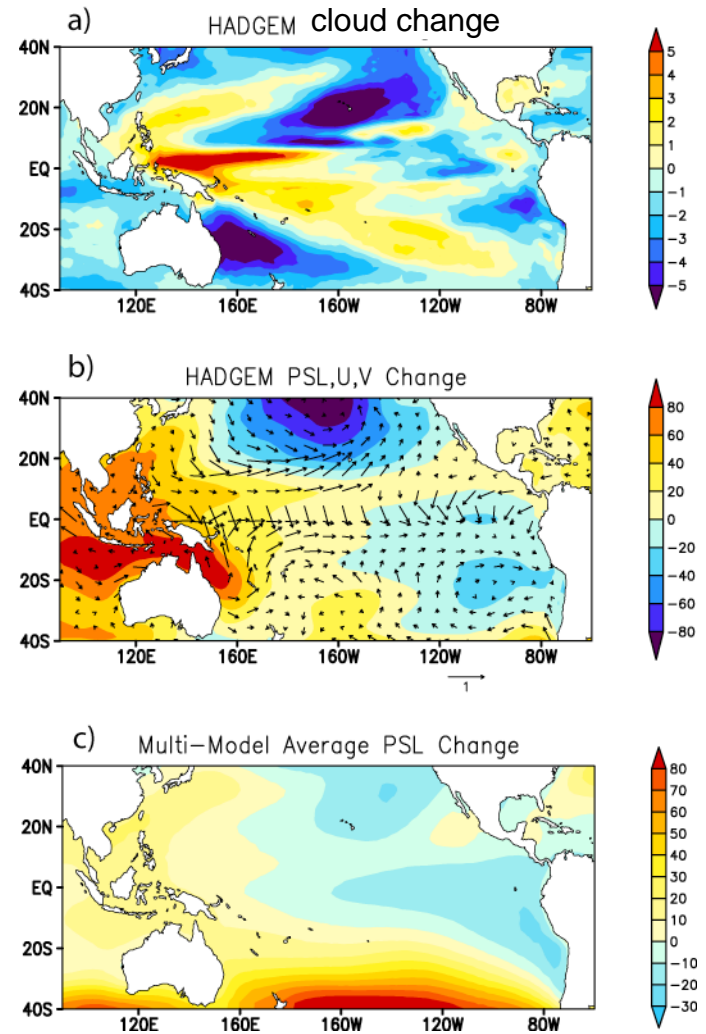 a) HADGEM cloud change
40N
20N
EQ
20S
40S
120E 160E 160W 120W 80W
5
4
3
2
1
0
-1
-2
-3
-4
-5
b) HADGEM PSL,U,V Change
40N
20N
EQ
20S
40S
120E 160E 160W 120W 80W
1
80
60
40
20
0
-20
-40
-60
-80
c) Multi-Model Average PSL Change
40N
20N
EQ
20S
40S
120E 160E 160W 120W 80W
80
70
60
50
40
30
20
10
0
-10
-20
-30